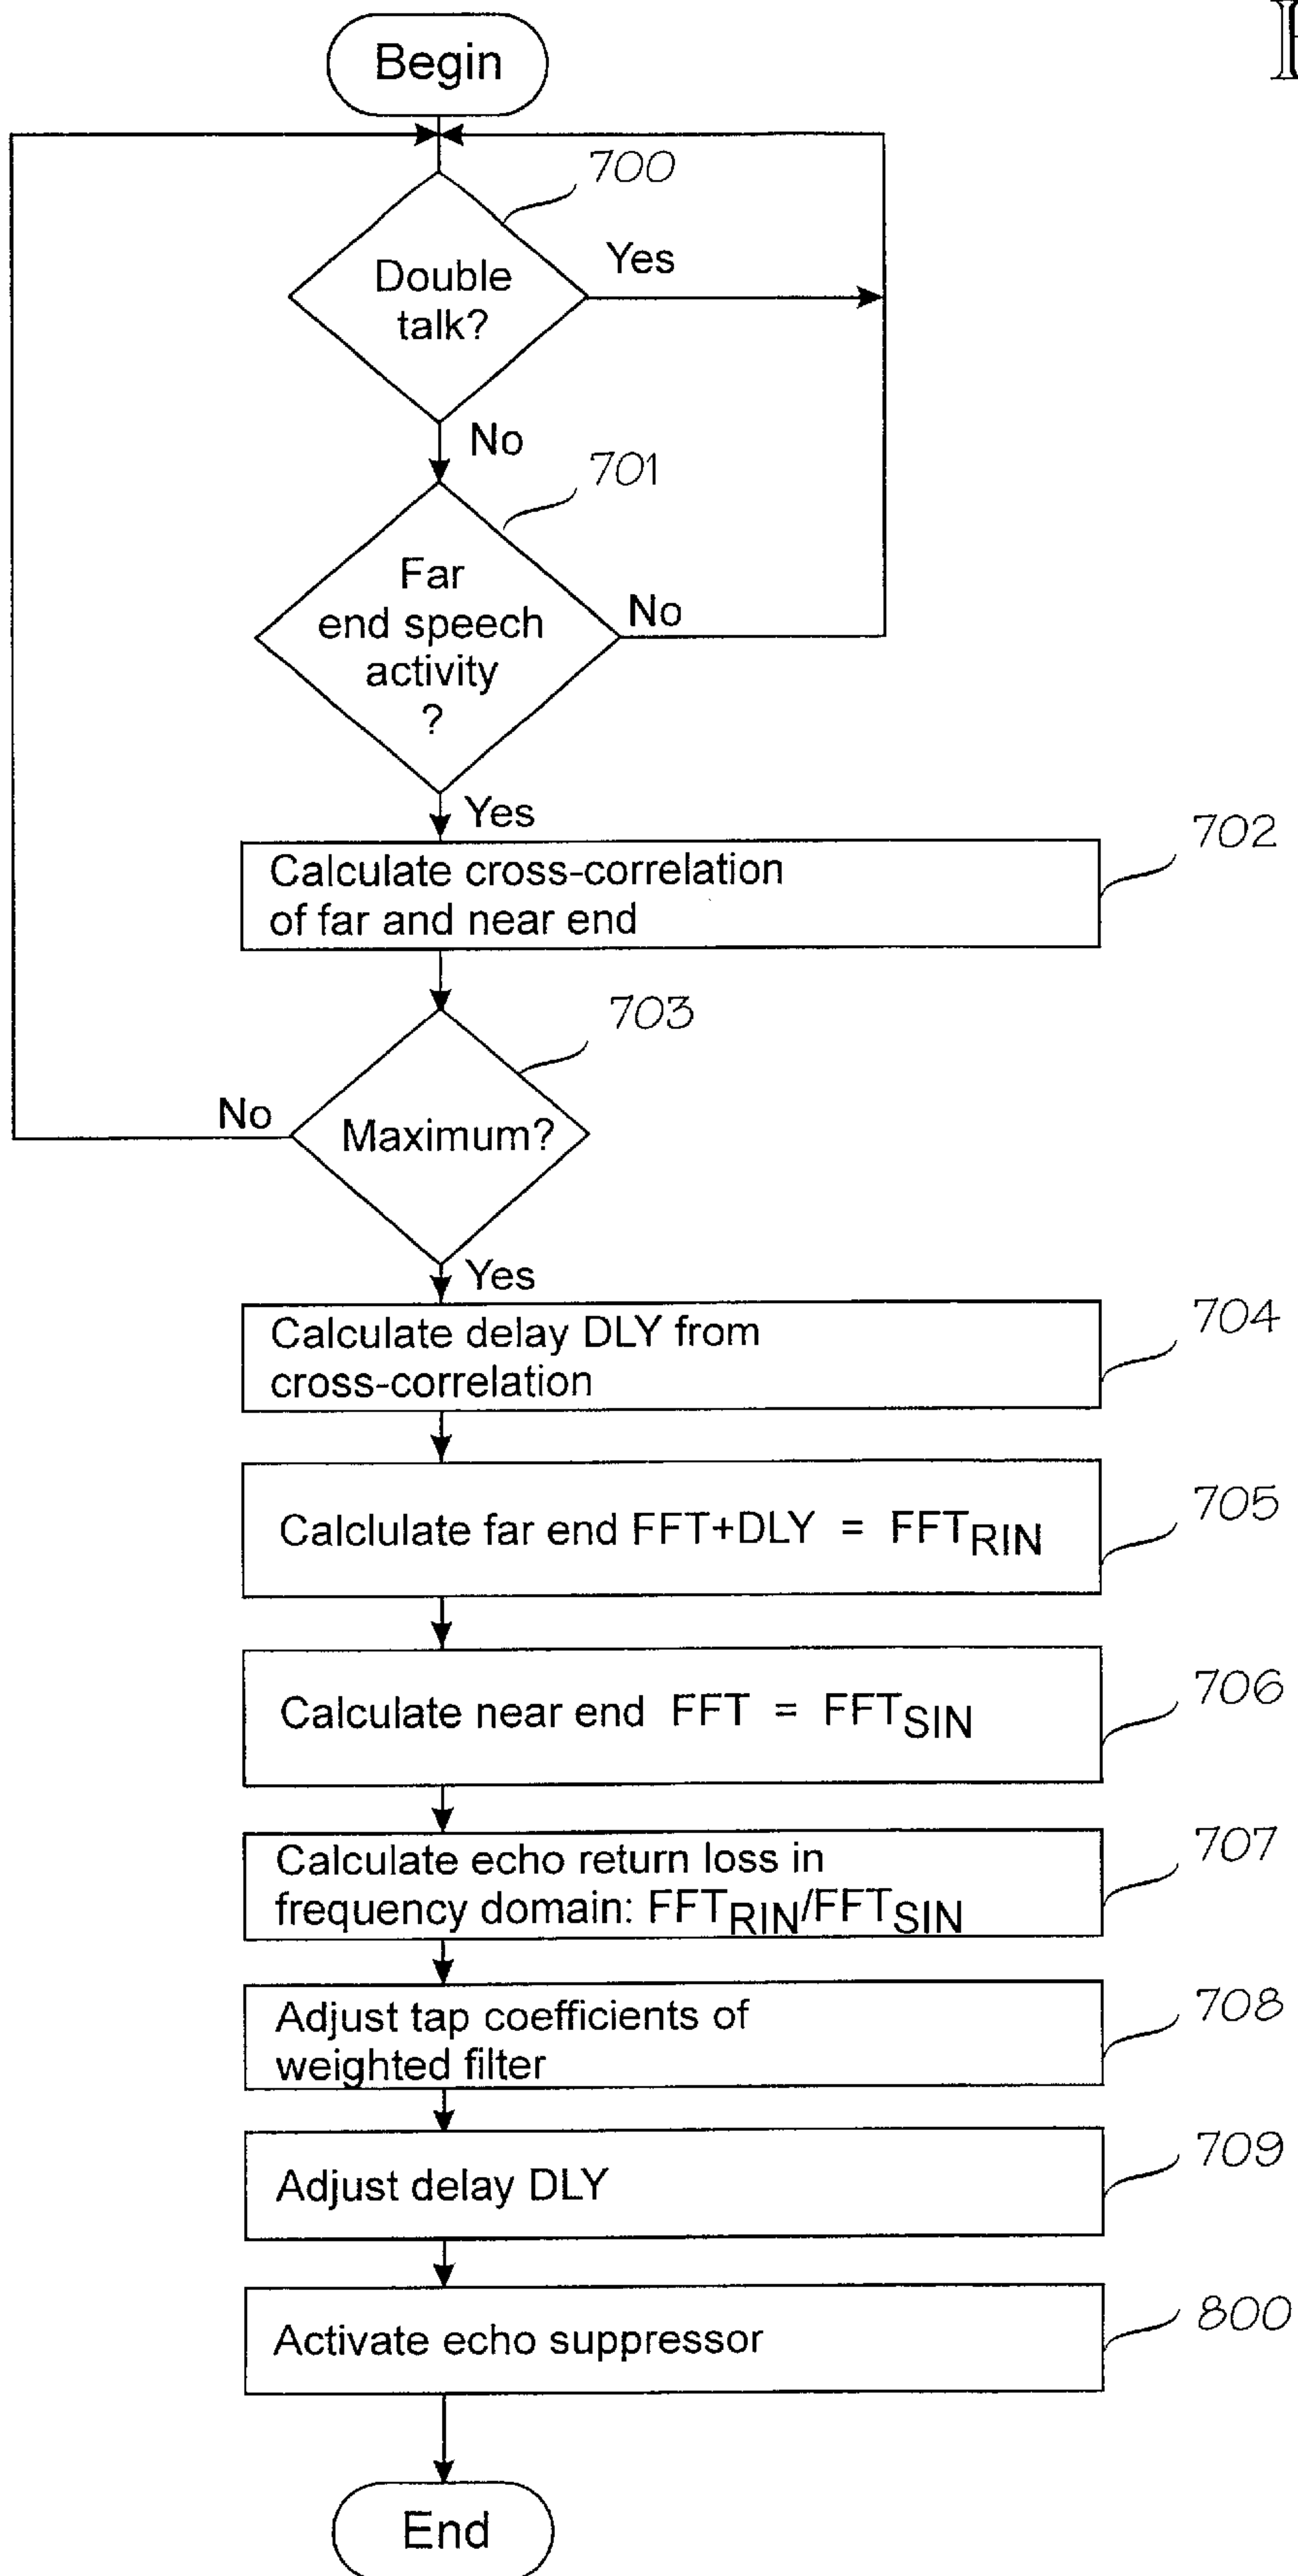 Begin
700
Double
talk?
Yes
No
701
Far
end speech
activity
?
No
Yes
702
Calculate cross-correlation
of far and near end
703
No
Maximum?
Yes
704
Calculate delay DLY from
cross-correlation
705
Calclulate far end FFT+DLY = FFTRIN
706
Calculate near end FFT = FFTSIN
707
Calculate echo return loss in
frequency domain: FFTRIN/FFTSIN
708
Adjust tap coefficients of
weighted filter
709
Adjust delay DLY
800
Activate echo suppressor
End